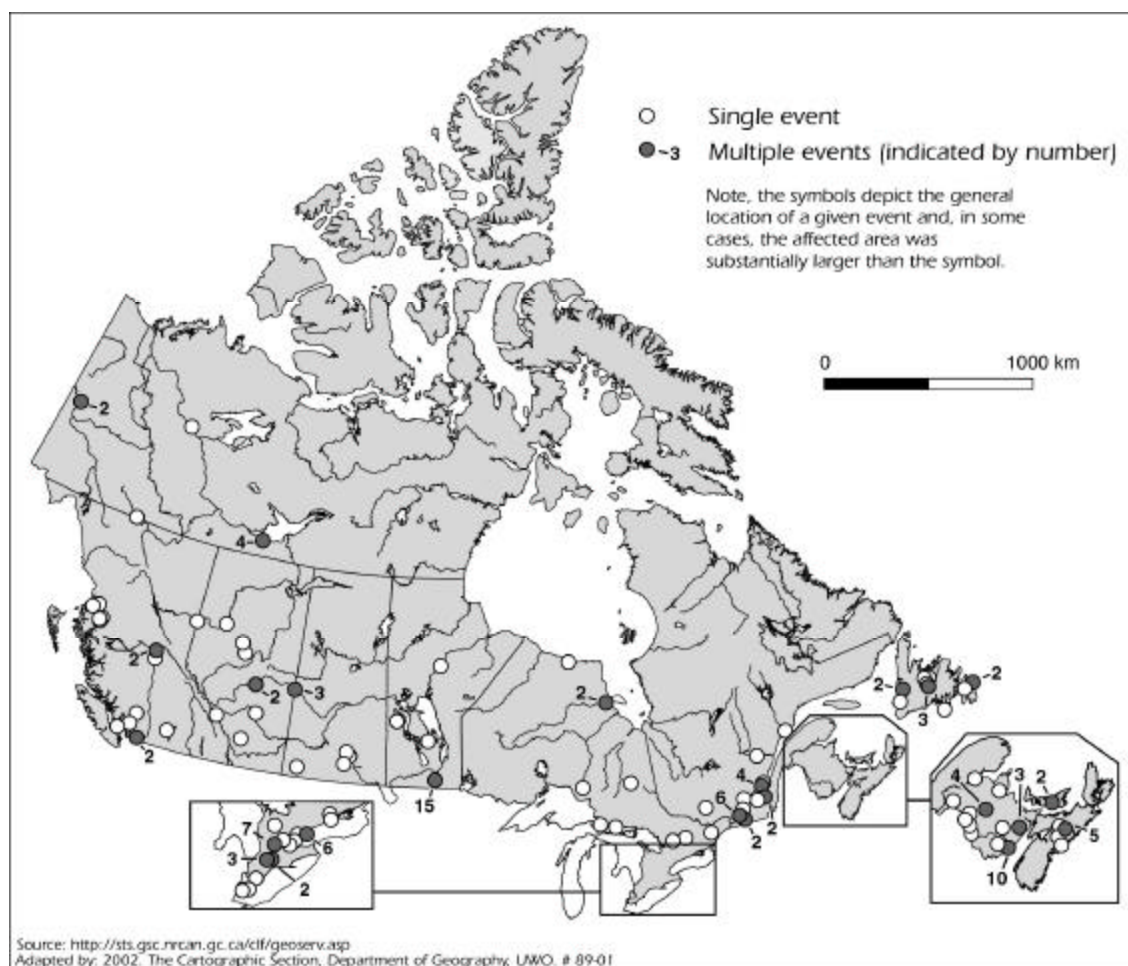 Single event
~3 Multiple events (indicated by number)
Note, the symbols depict the general
location of a given event and, in some
cases, the affected area was
substantially larger than the symbol.
0 1000 km
2
4
2
2
3
2
2
2
3
2
15
4
6
2
2
7
3
6
2
4
3
2
5
10
Source: http://sts.gsc.nrcan.gc.ca/clf/geoserv.asp
Adapted by: 2002, The Cartographic Section, Department of Geography, UWO, # 89-01